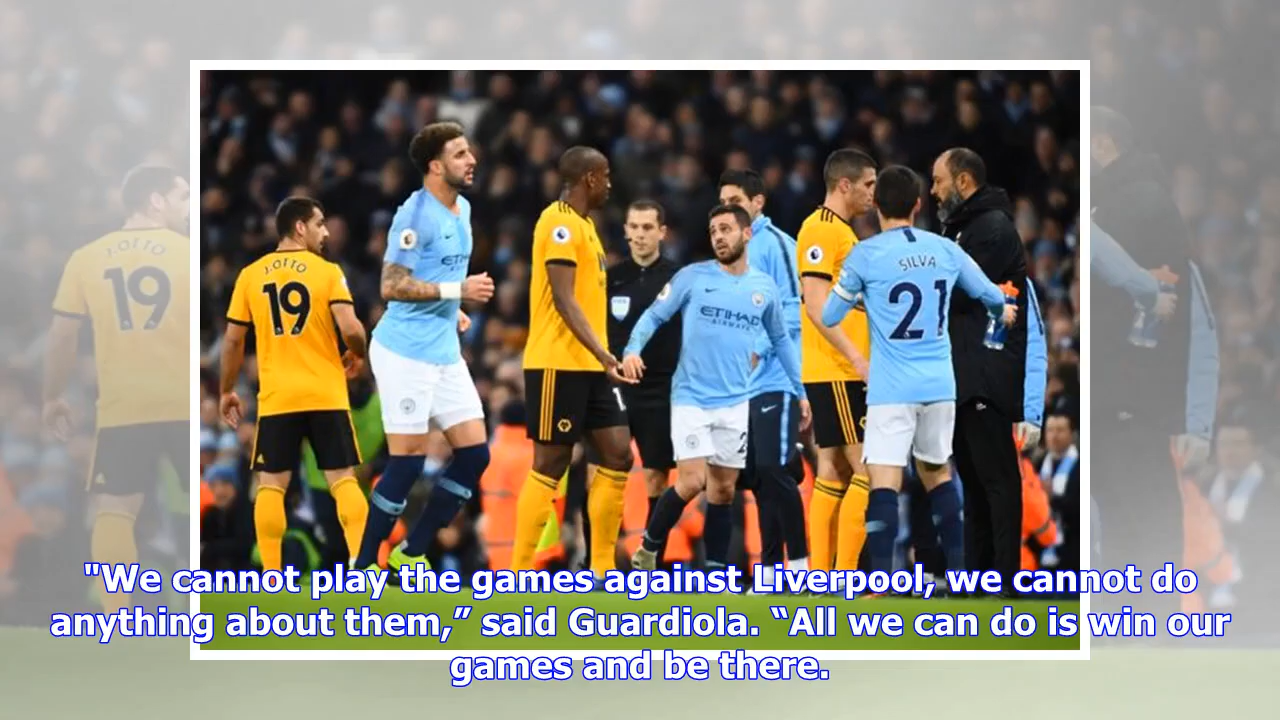 J.OTTO
19
J.OTTO
19
ETIHAD
AIRWAYS
SILVA
21
"We cannot play the games against Liverpool, we cannot do
anything about them,” said Guardiola. “All we can do is win our
games and be there.